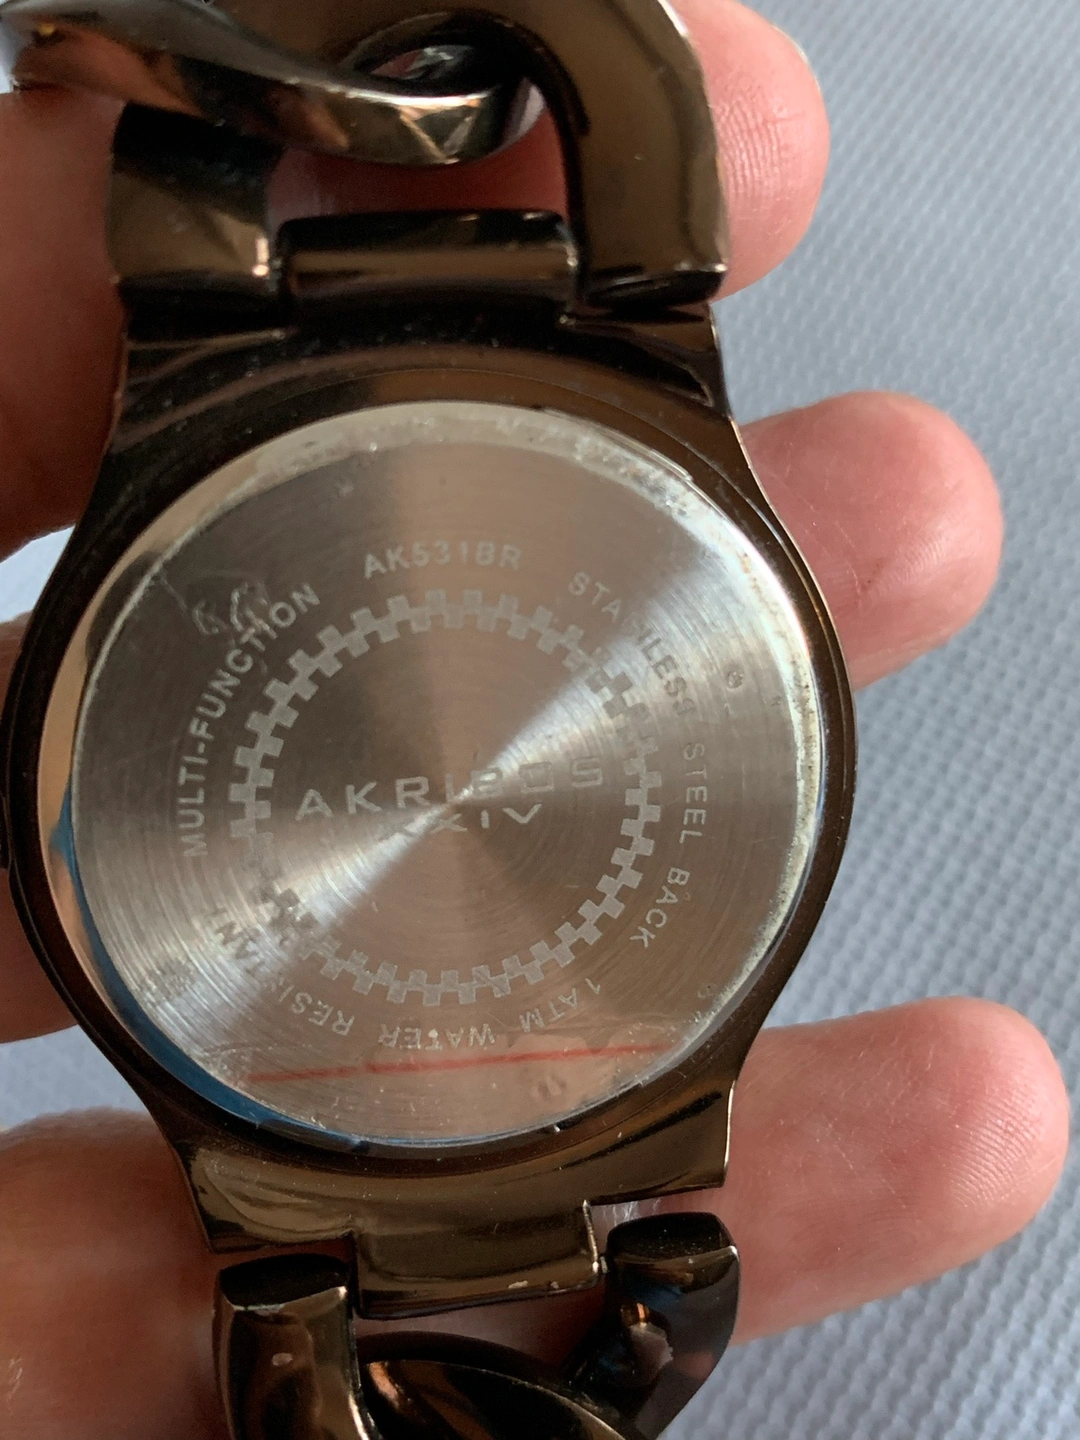 AKRIBOS
XXIV
MULTI-FUNCTION
AK531BR
STAINLESS STEEL BACK
1ATM WATER RESISTANT